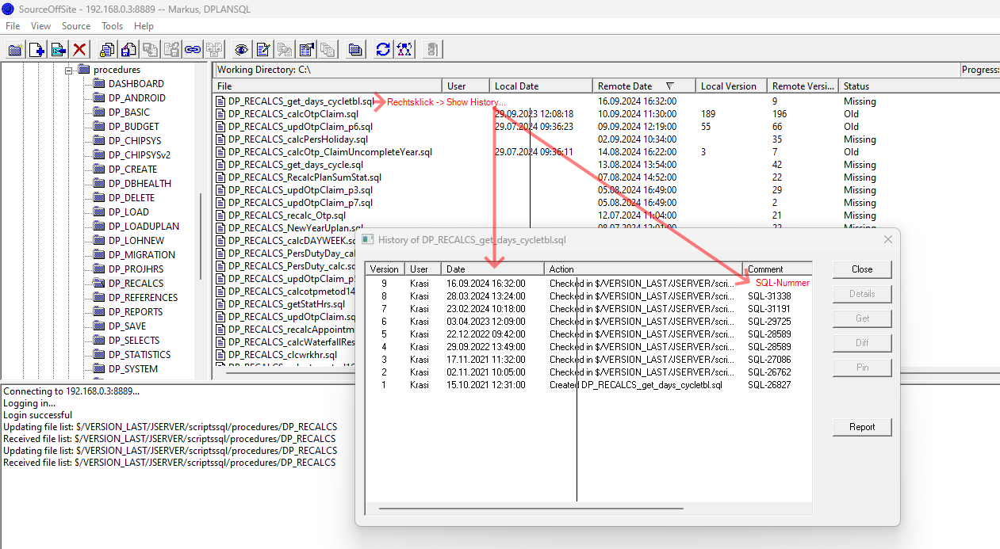 SourceOffSite - 192.168.0.3:8889 -- Markus, DPLANSQL
File View Source Tools Help
procedures
DASHBOARD
DP_ANDROID
DP_BASIC
DP_BUDGET
DP_CHIPSYS
DP_CHIPSYSv2
DP_CREATE
DP_DBHEALTH
DP_DELETE
DP_LOAD
DP_LOADUPLAN
DP_LOHNEW
DP_MIGRATION
DP_PROJHRS
DP_RECALCS
DP_REFERENCES
DP_REPORTS
DP_SAVE
DP_SELECTS
DP_STATISTICS
DP_SYSTEM
Working Directory: C:\ Progress:
File User Local Date Remote Date Local Version Remote Versi... Status
DP_RECALCS_get_days_cycletbl.sql Rechtsklick -> Show History... 16.09.2024 16:32:00 9 Missing
DP_RECALCS_calcOtpClaim.sql 29.09.2023 12:08:18 10.09.2024 11:30:00 189 196 Old
DP_RECALCS_updOtpClaim_p6.sql 29.07.2024 09:36:23 09.09.2024 12:19:00 55 66 Old
DP_RECALCS_calcPersHoliday.sql 02.09.2024 10:34:00 35 Missing
DP_RECALCS_calcOtp_ClaimUncompleteYear.sql 29.07.2024 09:36:11 14.08.2024 16:22:00 3 7 Old
DP_RECALCS_get_days_cycle.sql 13.08.2024 13:54:00 42 Missing
DP_RECALCS_RecalcPlanSumStat.sql 07.08.2024 14:52:00 22 Missing
DP_RECALCS_updOtpClaim_p3.sql 05.08.2024 16:49:00 29 Missing
DP_RECALCS_updOtpClaim_p7.sql 05.08.2024 16:49:00 2 Missing
DP_RECALCS_recalc_Otp.sql 12.07.2024 11:04:00 21 Missing
DP_RECALCS_NewYearUplan.sql 08.07.2024 12:01:00 22 Missing
DP_RECALCS_calcDAYWEEK.sc
DP_RECALCS_PersDutyDay_cal
DP_RECALCS_PersDuty_calc.sc
DP_RECALCS_updOtpClaim_p
DP_RECALCS_calcotpmetod14
DP_RECALCS_getStatHrs.sql
DP_RECALCS_updOtpClaim.sq
DP_RECALCS_recalcAppointm
DP_RECALCS_calcWaterfallRes
DP_RECALCS_clcwrkhr.sql
History of DP_RECALCS_get_days_cycletbl.sql
Version User Date Action Comment
9 Krasi 16.09.2024 16:32:00 Checked in $/VERSION_LAST/JSERVER/scri... SQL-Nummer
8 Krasi 28.03.2024 13:24:00 Checked in $/VERSION_LAST/JSERVER/scri... SQL-31338
7 Krasi 23.02.2024 10:18:00 Checked in $/VERSION_LAST/JSERVER/scri... SQL-31191
6 Krasi 03.04.2023 12:09:00 Checked in $/VERSION_LAST/JSERVER/scri... SQL-29725
5 Krasi 22.12.2022 09:42:00 Checked in $/VERSION_LAST/JSERVER/scri... SQL-28589
4 Krasi 29.09.2022 13:49:00 Checked in $/VERSION_LAST/JSERVER/scri... SQL-28589
3 Krasi 17.11.2021 11:32:00 Checked in $/VERSION_LAST/JSERVER/scri... SQL-27086
2 Krasi 02.11.2021 10:05:00 Checked in $/VERSION_LAST/JSERVER/scri... SQL-26762
1 Krasi 15.10.2021 12:31:00 Created DP_RECALCS_get_days_cycletbl.sql SQL-26827
Close
Details
Get
Diff
Pin
Report
Connecting to 192.168.0.3:8889...
Logging in...
Login successful
Updating file list: $/VERSION_LAST/JSERVER/scriptssql/procedures/DP_RECALCS
Received file list: $/VERSION_LAST/JSERVER/scriptssql/procedures/DP_RECALCS
Updating file list: $/VERSION_LAST/JSERVER/scriptssql/procedures/DP_RECALCS
Received file list: $/VERSION_LAST/JSERVER/scriptssql/procedures/DP_RECALCS